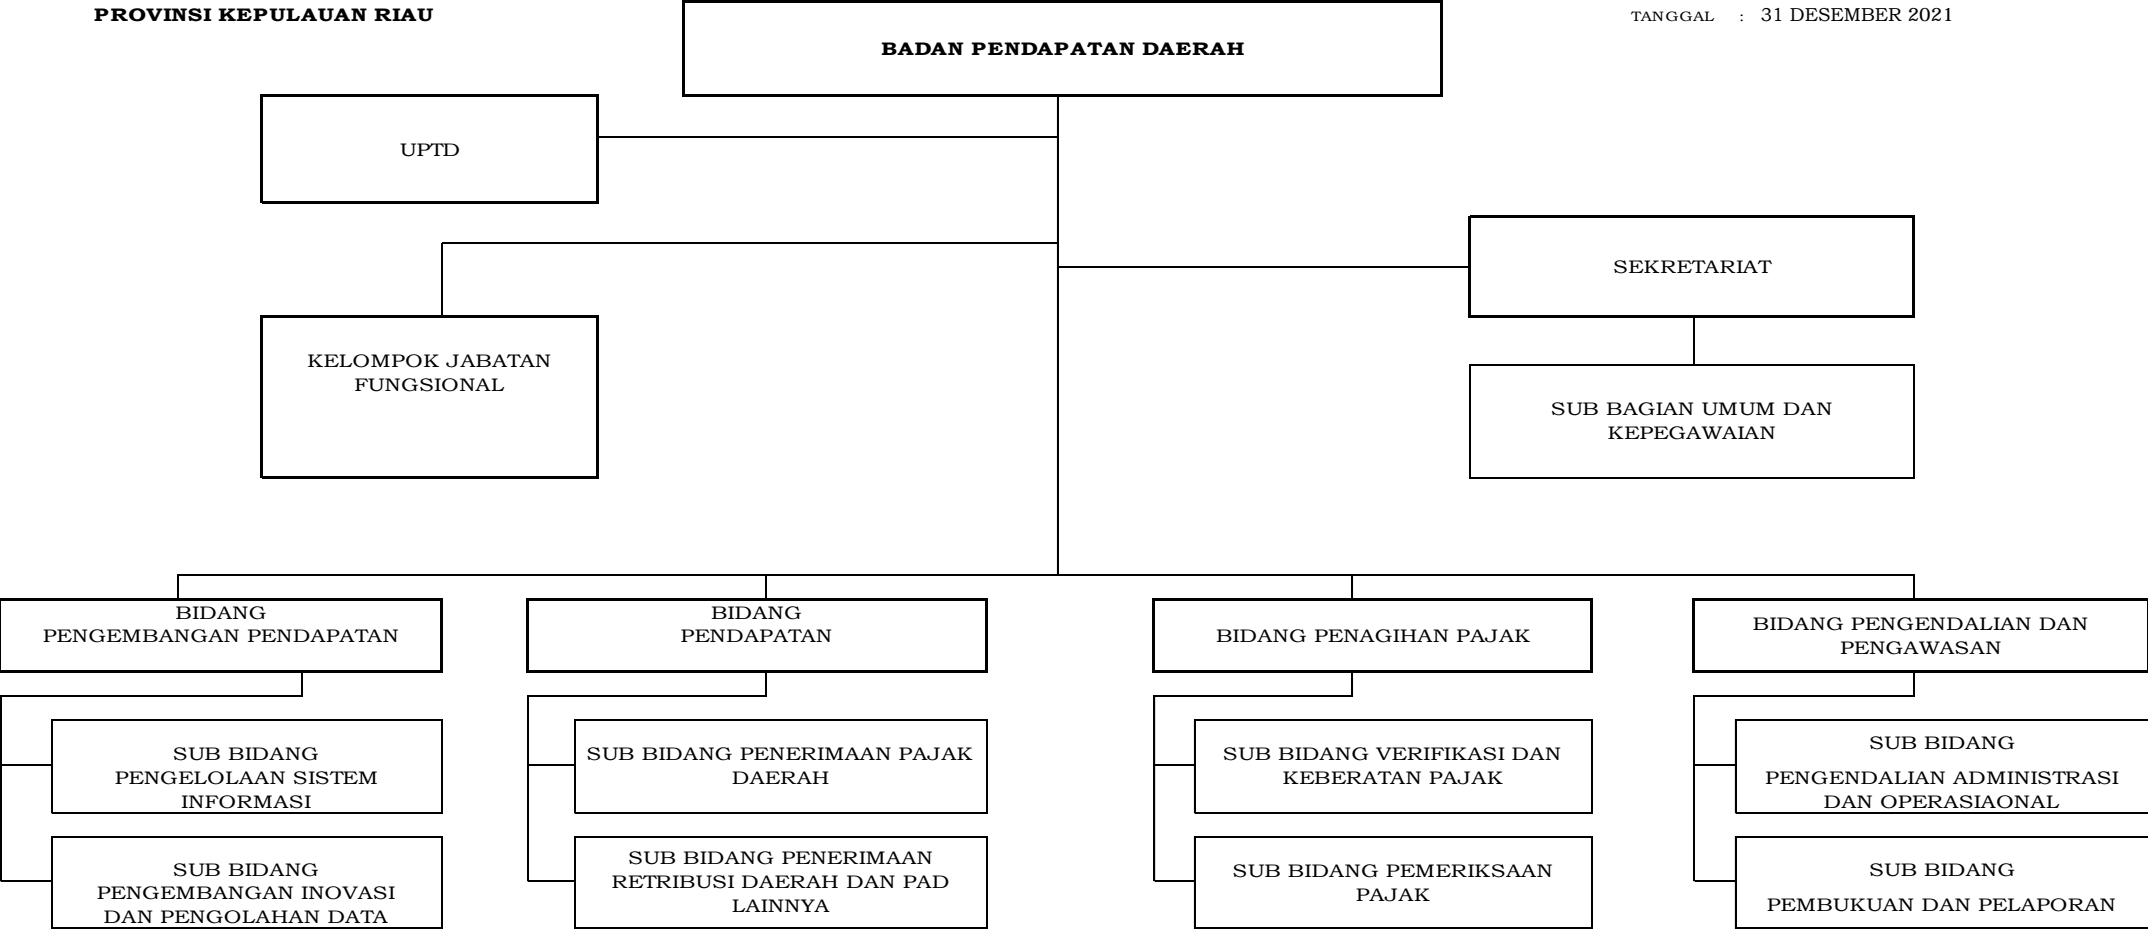 PROVINSI KEPULAUAN RIAU
TANGGAL : 31 DESEMBER 2021
BADAN PENDAPATAN DAERAH
UPTD
SEKRETARIAT
KELOMPOK JABATAN
FUNGSIONAL
SUB BAGIAN UMUM DAN
KEPEGAWAIAN
BIDANG
PENGEMBANGAN PENDAPATAN
BIDANG
PENDAPATAN
BIDANG PENAGIHAN PAJAK
BIDANG PENGENDALIAN DAN
PENGAWASAN
SUB BIDANG
PENGELOLAAN SISTEM
INFORMASI
SUB BIDANG PENERIMAAN PAJAK
DAERAH
SUB BIDANG VERIFIKASI DAN
KEBERATAN PAJAK
SUB BIDANG
PENGENDALIAN ADMINISTRASI
DAN OPERASIAONAL
SUB BIDANG
PENGEMBANGAN INOVASI
DAN PENGOLAHAN DATA
SUB BIDANG PENERIMAAN
RETRIBUSI DAERAH DAN PAD
LAINNYA
SUB BIDANG PEMERIKSAAN
PAJAK
SUB BIDANG
PEMBUKUAN DAN PELAPORAN